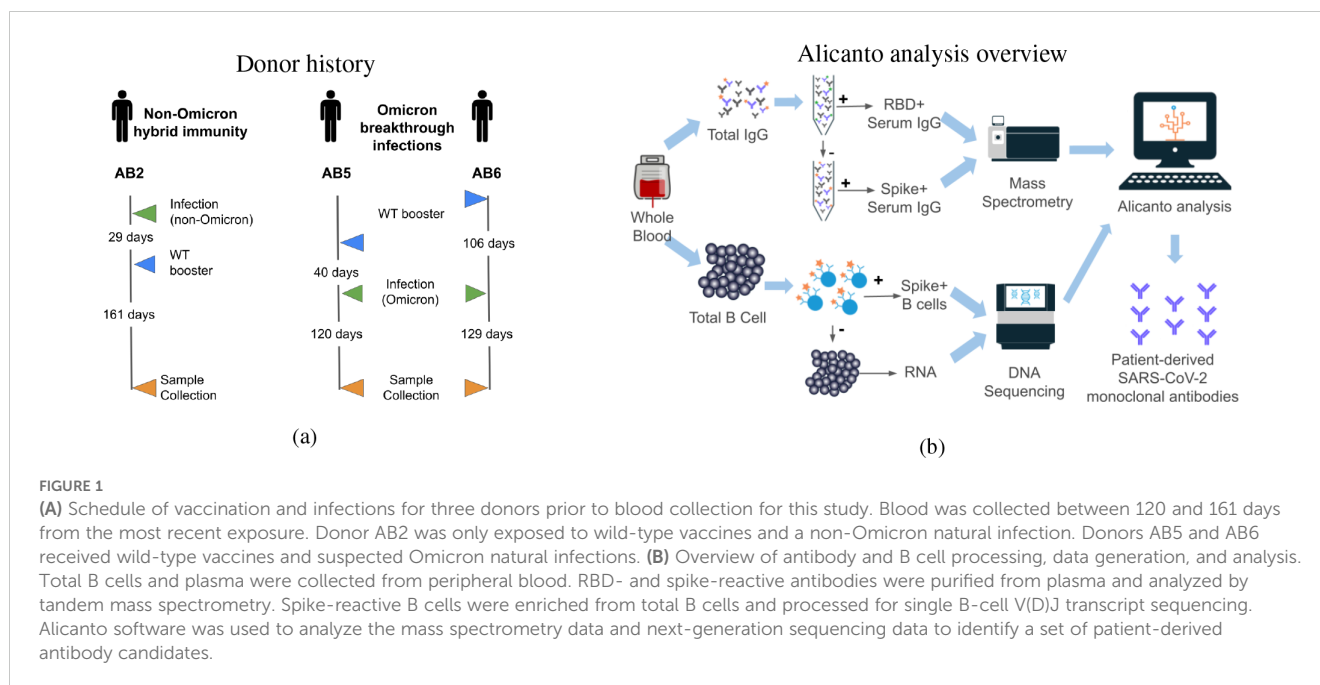 Donor history
Non-Omicron
hybrid immunity
Omicron
breakthrough
infections
AB2
AB5
AB6
Infection
(non-Omicron)
29 days
WT
booster
161 days
Sample
Collection
WT booster
40 days
106 days
Infection
(Omicron)
120 days
129 days
Sample
Collection
(a)
Alicanto analysis overview
Whole
Blood
Total IgG
+
RBD+
Serum IgG
-
+
Spike+
Serum IgG
Mass
Spectrometry
Alicanto analysis
Total B Cell
+
Spike+
B cells
-
RNA
DNA
Sequencing
Patient-derived
SARS-CoV-2
monoclonal antibodies
(b)
FIGURE 1
(A) Schedule of vaccination and infections for three donors prior to blood collection for this study. Blood was collected between 120 and 161 days
from the most recent exposure. Donor AB2 was only exposed to wild-type vaccines and a non-Omicron natural infection. Donors AB5 and AB6
received wild-type vaccines and suspected Omicron natural infections. (B) Overview of antibody and B cell processing, data generation, and analysis.
Total B cells and plasma were collected from peripheral blood. RBD- and spike-reactive antibodies were purified from plasma and analyzed by
tandem mass spectrometry. Spike-reactive B cells were enriched from total B cells and processed for single B-cell V(D)J transcript sequencing.
Alicanto software was used to analyze the mass spectrometry data and next-generation sequencing data to identify a set of patient-derived
antibody candidates.